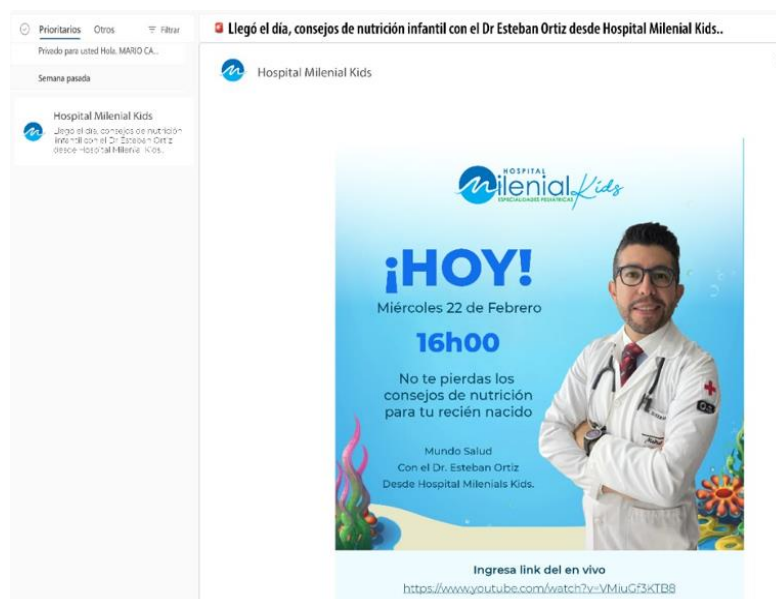 Prioritarios Otros Filtrar
Privado para usted Hola. MARIO CA...
Semana pasada
Hospital Milenial Kids
Llegó el día, consejos de nutrición
infantil con el Dr Esteban Ortiz
desde Hospital Milenial Kids..
Llegó el día, consejos de nutrición infantil con el Dr Esteban Ortiz desde Hospital Milenial Kids..
Hospital Milenial Kids
HOSPITAL
Milenial Kids
ESPECIALIDADES PEDIÁTRICAS
¡HOY!
Miércoles 22 de Febrero
16h00
No te pierdas los
consejos de nutrición
para tu recién nacido
Mundo Salud
Con el Dr. Esteban Ortiz
Desde Hospital Milenials Kids.
Ingresa link del en vivo
https://www.youtube.com/watch?v=VMiuGf3KTB8